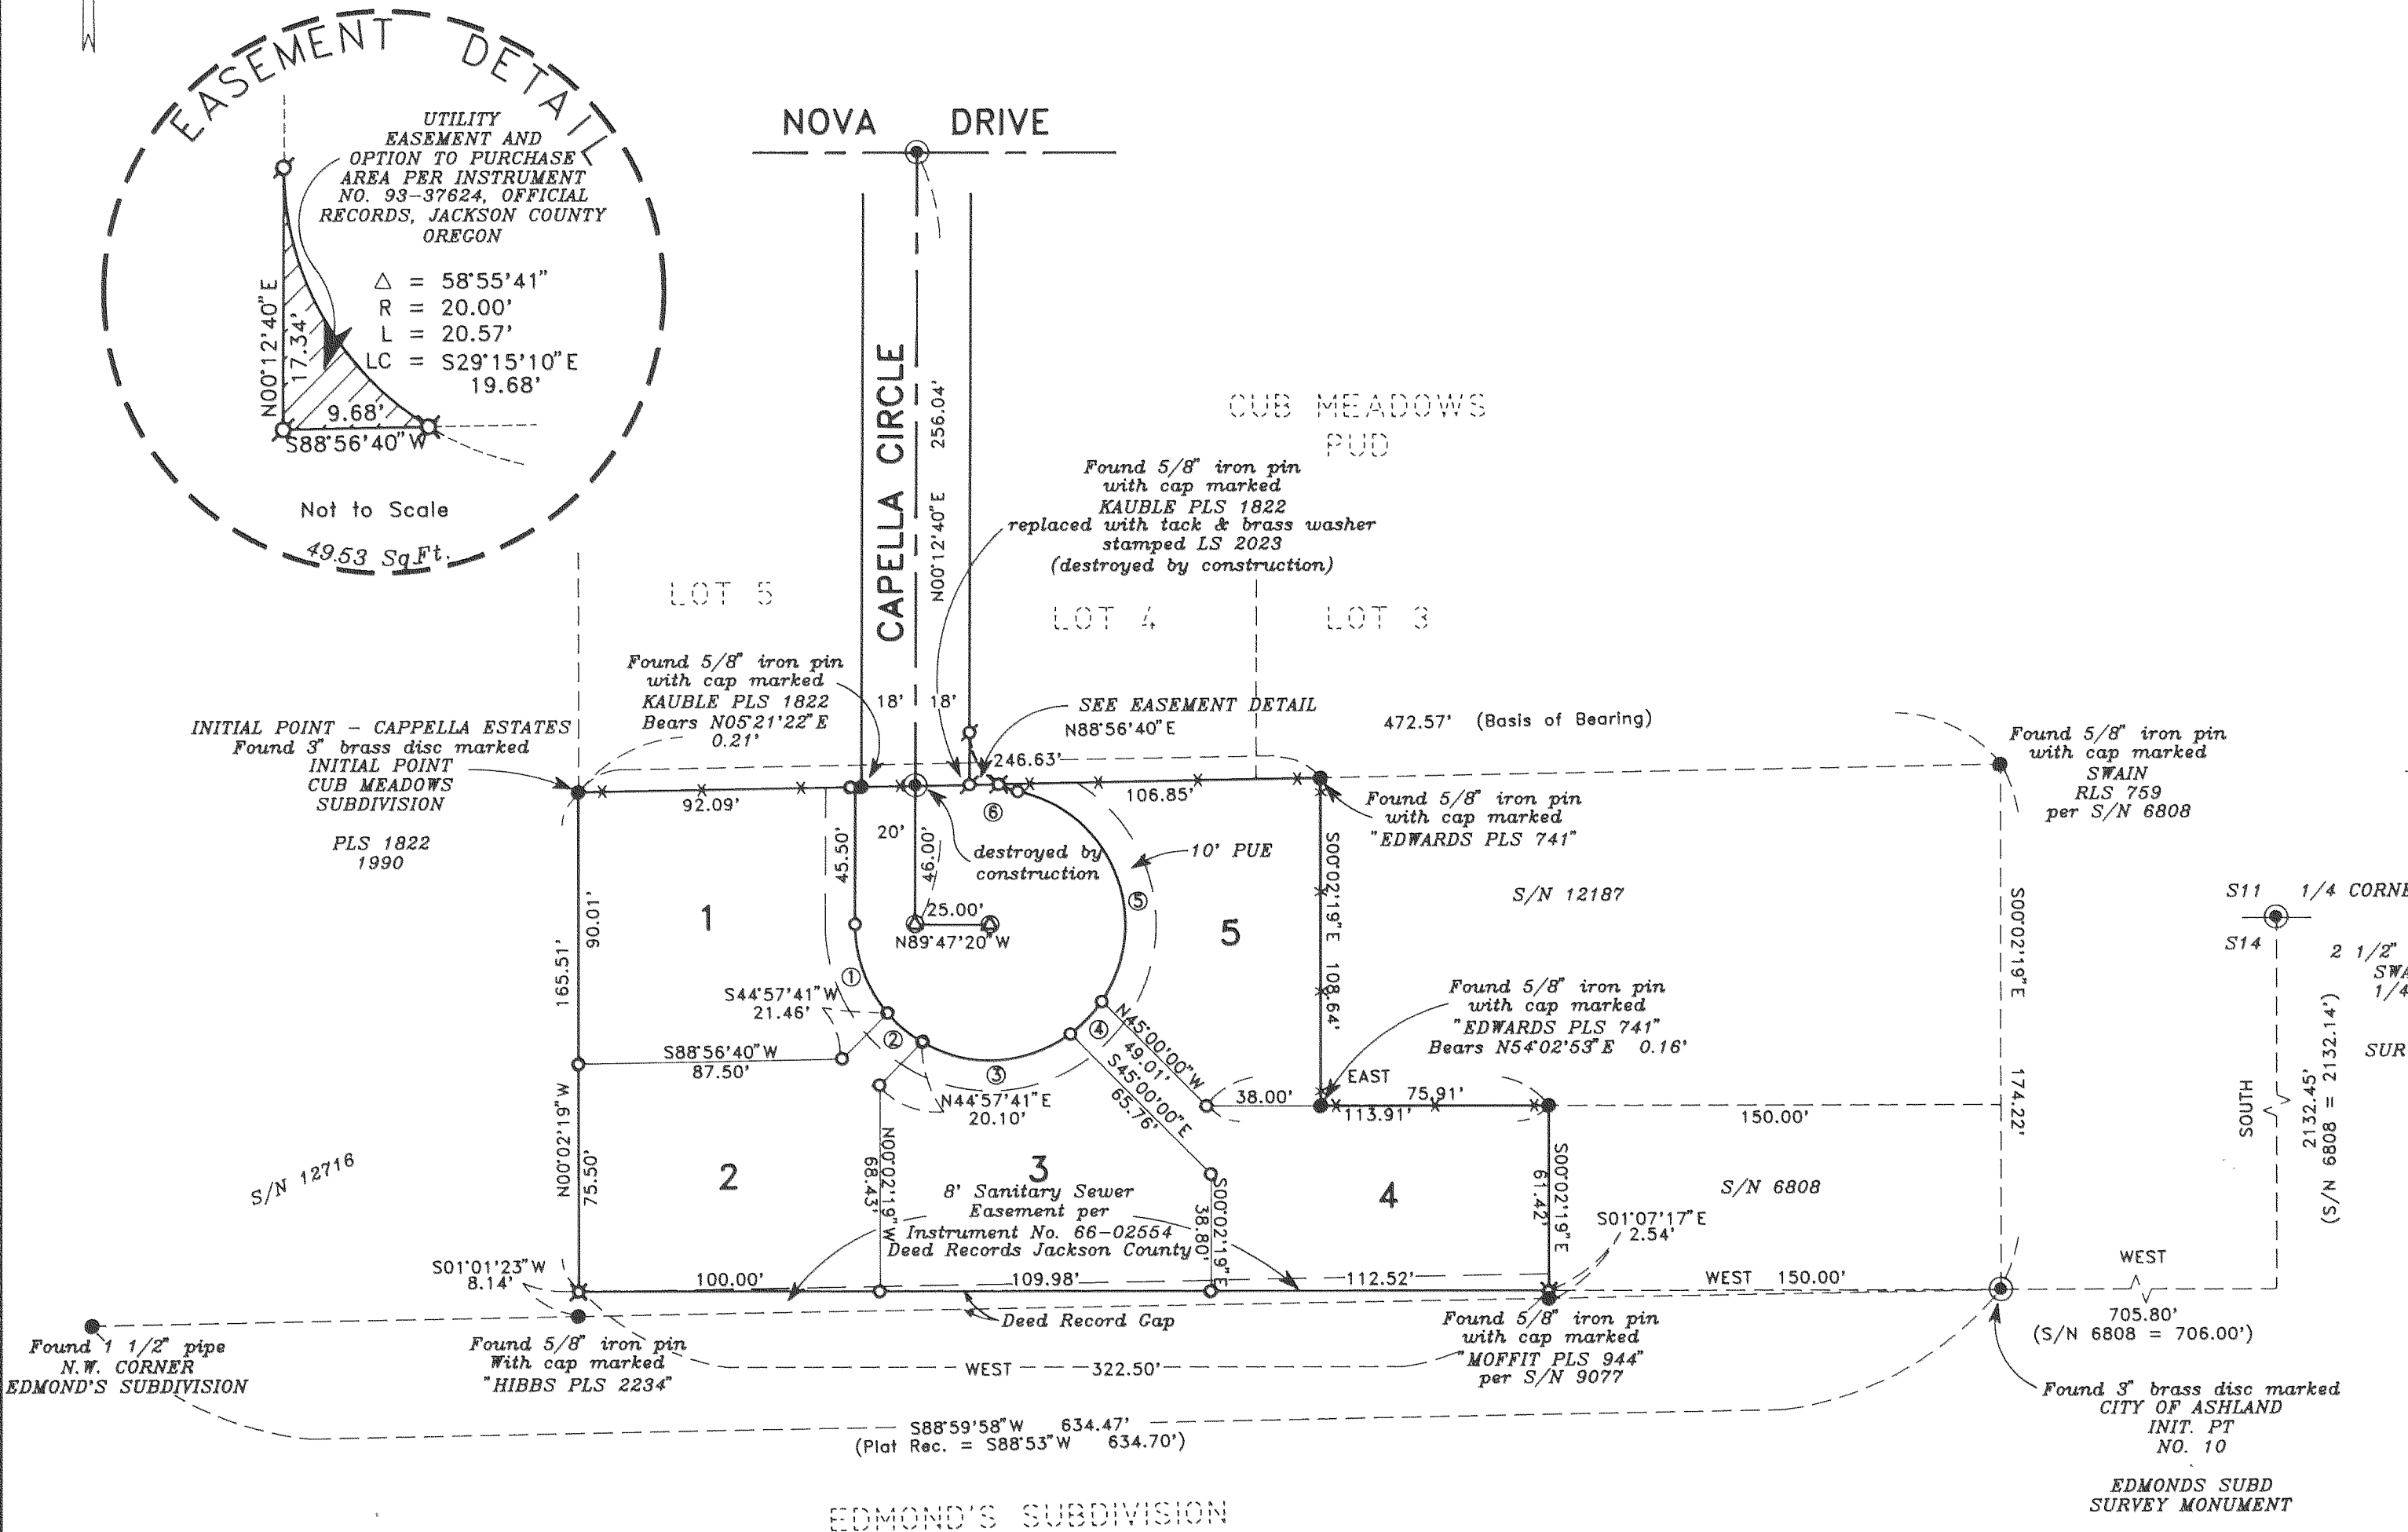 EASEMENT DETAIL
UTILITY
EASEMENT AND
OPTION TO PURCHASE
AREA PER INSTRUMENT
NO. 93-37624, OFFICIAL
RECORDS, JACKSON COUNTY
OREGON
△ = 58°55'41"
R = 20.00'
L = 20.57'
LC = S29°15'10"E
19.68'
N00°12'40"E
17.34'
9.68'
S88°56'40"W
Not to Scale
49.53 Sq.Ft.
NOVA DRIVE
CAPELLA CIRCLE
N00°12'40"E 256.04'
CUB MEADOWS
PUD
Found 5/8" iron pin
with cap marked
KAUBLE PLS 1822
replaced with tack & brass washer
stamped LS 2023
(destroyed by construction)
LOT 5
LOT 4
LOT 3
Found 5/8" iron pin
with cap marked
KAUBLE PLS 1822
Bears N05°21'22"E
0.21'
18' 18'
SEE EASEMENT DETAIL
N88°56'40"E
246.63'
472.57' (Basis of Bearing)
INITIAL POINT - CAPPELLA ESTATES
Found 3" brass disc marked
INITIAL POINT
CUB MEADOWS
SUBDIVISION
PLS 1822
1990
Found 5/8" iron pin
with cap marked
SWAIN
RLS 759
per S/N 6808
92.09'
106.85'
Found 5/8" iron pin
with cap marked
"EDWARDS PLS 741"
⑥
20'
45.50'
46.00'
destroyed by
construction
10' PUE
S00°02'19"E 108.64'
S/N 12187
S11 1/4 CORNE
S14
2 1/2"
SWA
1/4
SUR
1
⑤
5
25.00'
N89°47'20"W
90.01'
165.51'
①
S44°57'41"W
21.46'
②
③
④
S88°56'40"W
87.50'
N44°57'41"E
20.10'
N45°00'00"W
49.01'
S45°00'00"E
65.76'
Found 5/8" iron pin
with cap marked
"EDWARDS PLS 741"
Bears N54°02'53"E 0.16'
38.00'
EAST
75.91'
113.91'
150.00'
S00°02'19"E 174.22'
SOUTH
2132.45'
(S/N 6808 = 2132.14')
N00°02'19"W
75.50'
S/N 12716
2
N00°02'19"W
68.43'
3
8' Sanitary Sewer
Easement per
Instrument No. 66-02554
Deed Records Jackson County
S00°02'19"E
38.80'
4
S00°02'19"E
61.42'
S/N 6808
S01°07'17"E
2.54'
S01°01'23"W
8.14'
100.00'
109.98'
112.52'
WEST 150.00'
WEST
705.80'
(S/N 6808 = 706.00')
Deed Record Gap
Found 1 1/2" pipe
N.W. CORNER
EDMOND'S SUBDIVISION
Found 5/8" iron pin
With cap marked
"HIBBS PLS 2234"
WEST 322.50'
Found 5/8" iron pin
with cap marked
"MOFFIT PLS 944"
per S/N 9077
Found 3" brass disc marked
CITY OF ASHLAND
INIT. PT
NO. 10
EDMONDS SUBD
SURVEY MONUMENT
S88°59'58"W 634.47'
(Plat Rec. = S88°53"W 634.70')
EDMOND'S SUBDIVISION